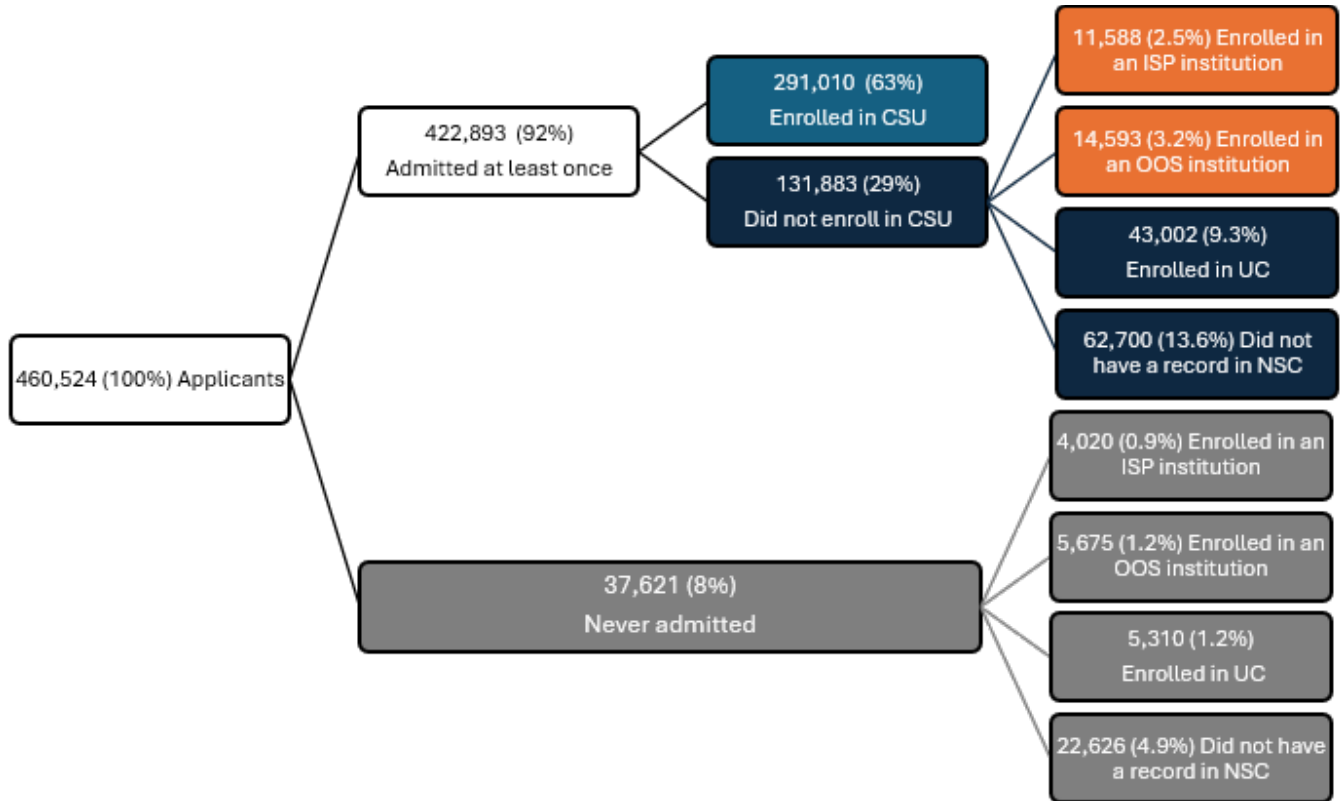 460,524 (100%) Applicants
422,893 (92%)
Admitted at least once
291,010 (63%)
Enrolled in CSU
131,883 (29%)
Did not enroll in CSU
11,588 (2.5%) Enrolled in
an ISP institution
14,593 (3.2%) Enrolled in
an OOS institution
43,002 (9.3%)
Enrolled in UC
62,700 (13.6%) Did not
have a record in NSC
37,621 (8%)
Never admitted
4,020 (0.9%) Enrolled in an
ISP institution
5,675 (1.2%) Enrolled in an
OOS institution
5,310 (1.2%)
Enrolled in UC
22,626 (4.9%) Did not have
a record in NSC